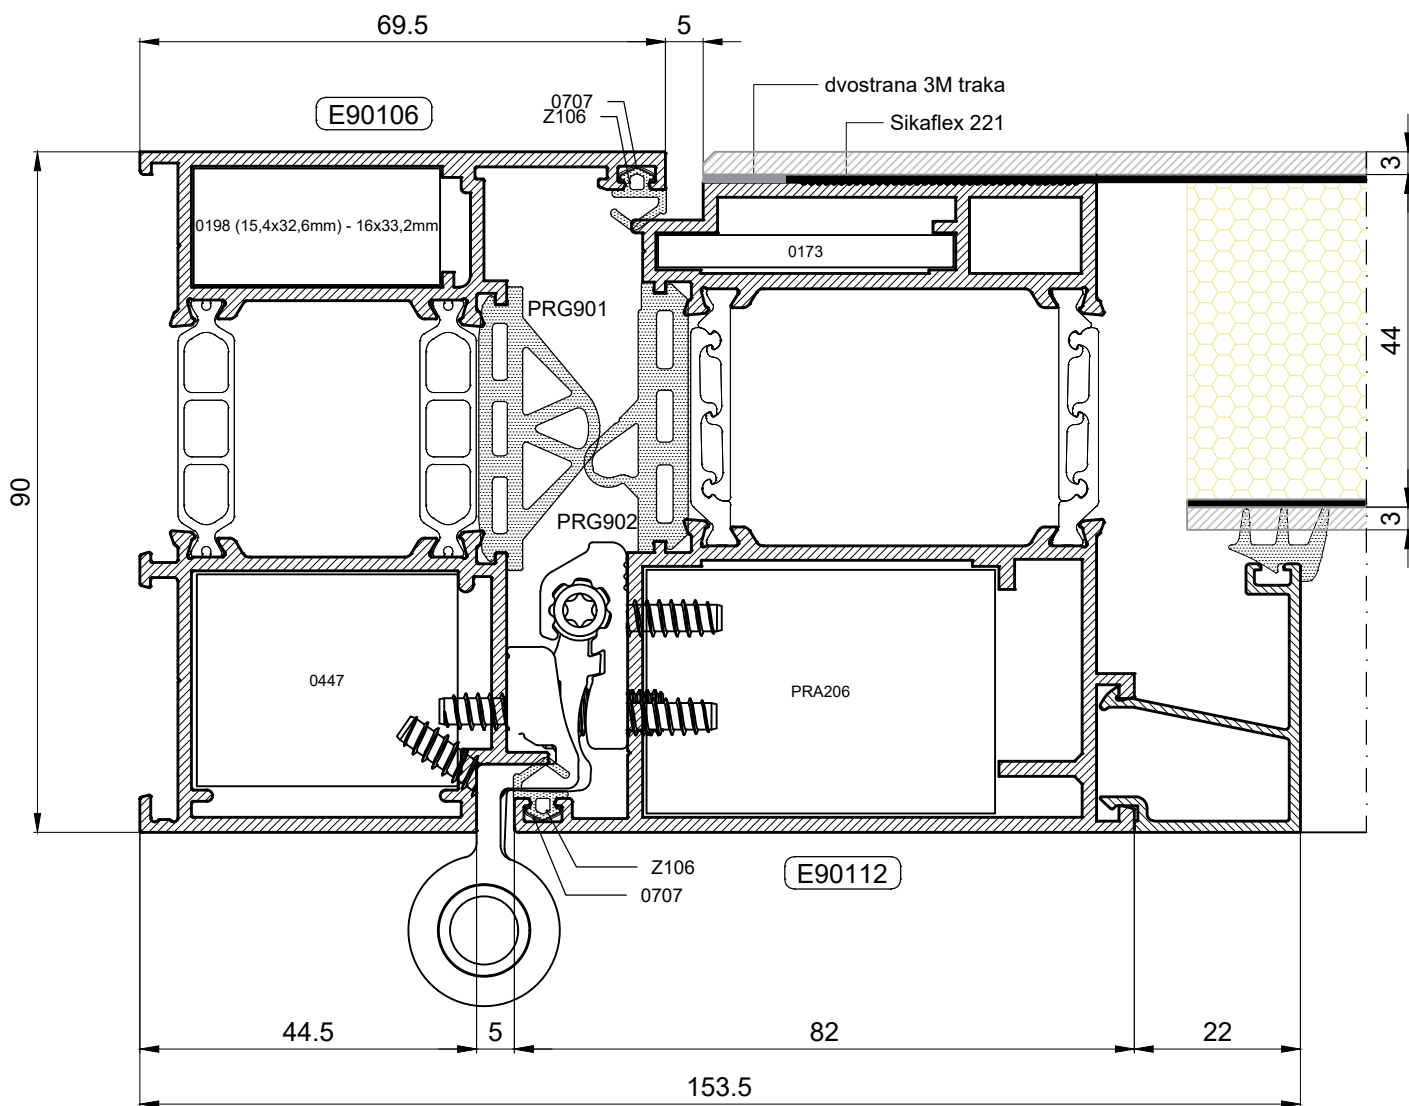 69.5
5
dvostrana 3M traka
0707
Z106
E90106
Sikaflex 221
3
0198 (15,4x32,6mm) - 16x33,2mm
0173
PRG901
44
90
PRG902
3
0447
PRA206
Z106
E90112
0707
44.5
5
82
22
153.5